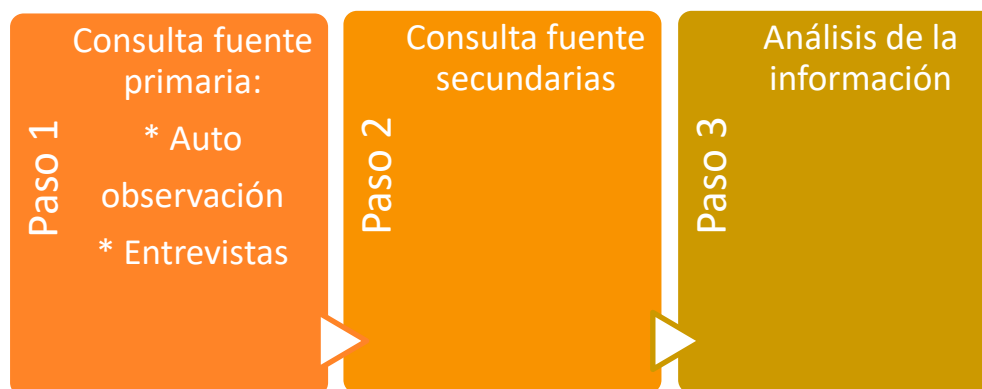 Paso 1
Consulta fuente
primaria:
* Auto
observación
* Entrevistas
Paso 2
Consulta fuente
secundarias
Paso 3
Análisis de la
información